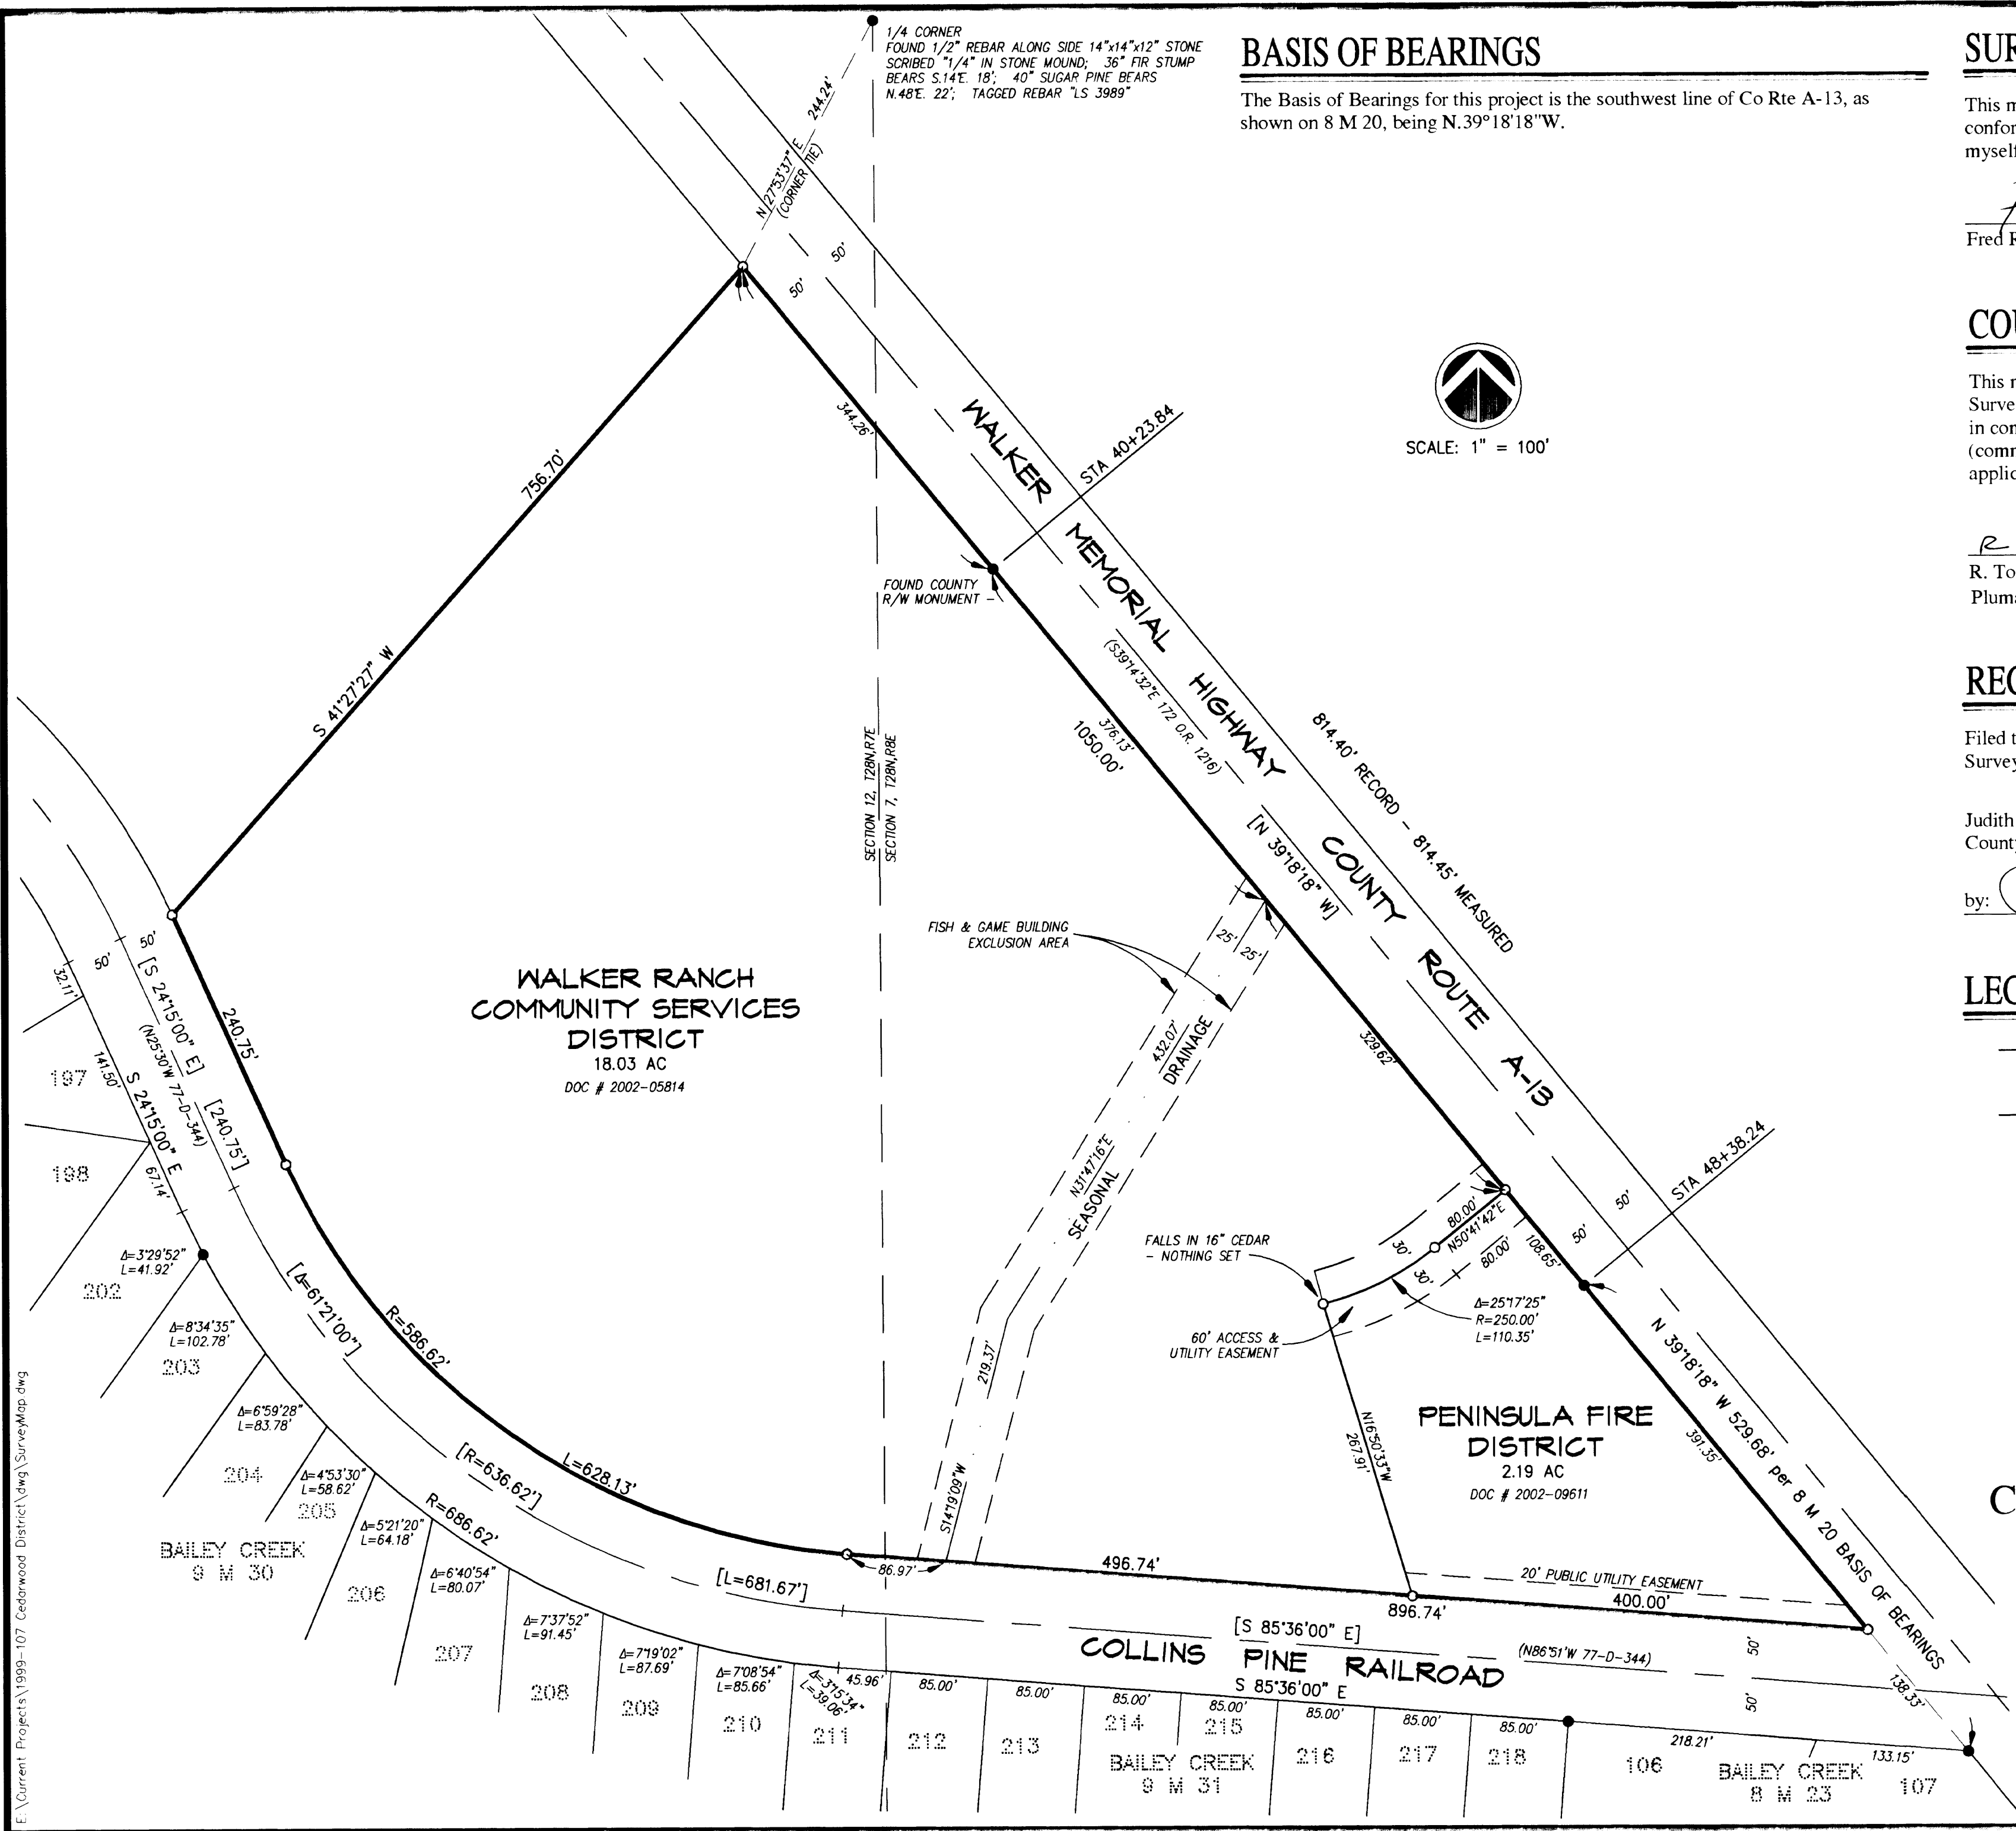 1/4 CORNER
FOUND 1/2" REBAR ALONG SIDE 14"x14"x12" STONE
SCRIBED "1/4" IN STONE MOUND; 36" FIR STUMP
BEARS S.14°E. 18'; 40" SUGAR PINE BEARS
N.48°E. 22'; TAGGED REBAR "LS 3989"
BASIS OF BEARINGS
The Basis of Bearings for this project is the southwest line of Co Rte A-13, as
shown on 8 M 20, being N.39°18'18"W.
This
myself
Fred
N 27°53'37" E 244.24'
(CORNER TIE)
50'
50'
SCALE: 1" = 100'
This
in
R. To
by:
756.70'
S 41°27'27" W
344.26'
STA 40+23.84
FOUND COUNTY
R/W MONUMENT -
WALKER MEMORIAL HIGHWAY COUNTY ROUTE A-13
(S39°14'32"E 172 O.R. 1216)
376.13'
1050.00'
[N 39°18'18" W]
814.40' RECORD - 814.45' MEASURED
SECTION 12, T28N,R7E
SECTION 7, T28N,R8E
FISH & GAME BUILDING
EXCLUSION AREA
25'
25'
WALKER RANCH
COMMUNITY SERVICES
DISTRICT
18.03 AC
DOC # 2002-05814
432.07'
N31°47'16"E
SEASONAL DRAINAGE
329.62'
STA 48+38.24
50'
50'
50'
50'
32.11'
[S 24°15'00" E] [240.75']
(N25°30'W 77-D-344)
240.75'
141.50'
S 24°15'00" E
67.14'
197
198
Δ=3°29'52"
L=41.92'
202
Δ=8°34'35"
L=102.78'
203
Δ=6°59'28"
L=83.78'
204
Δ=4°53'30"
L=58.62'
205
Δ=5°21'20"
L=64.18'
206
Δ=6°40'54"
L=80.07'
207
Δ=7°37'52"
L=91.45'
208
Δ=7°19'02"
L=87.69'
209
Δ=7°08'54"
L=85.66'
210
Δ=3°15'34"
L=39.06'
211
BAILEY CREEK
9 M 30
[Δ=61°21'00"]
R=586.62'
L=628.13'
[R=636.62']
R=686.62'
[L=681.67']
FALLS IN 16" CEDAR
- NOTHING SET
80.00'
N50°41'42"E
80.00'
30'
30'
108.65'
Δ=25°17'25"
R=250.00'
L=110.35'
60' ACCESS &
UTILITY EASEMENT
219.37'
S14°19'09"W
N16°50'33"W
267.91'
PENINSULA FIRE
DISTRICT
2.19 AC
DOC # 2002-09611
N 39°18'18" W 529.68' per 8 M 20 BASIS OF BEARINGS
391.35'
86.97'
496.74'
20' PUBLIC UTILITY EASEMENT
400.00'
896.74'
[S 85°36'00" E]
(N86°51'W 77-D-344)
COLLINS PINE RAILROAD
S 85°36'00" E
50'
50'
138.33'
45.96'
85.00'
85.00'
85.00'
85.00'
85.00'
85.00'
85.00'
218.21'
133.15'
212
213
214
215
216
217
218
106
107
BAILEY CREEK
9 M 31
BAILEY CREEK
8 M 23
E:\Current Projects\1999-107 Cedarwood District\dwg\SurveyMap.dwg